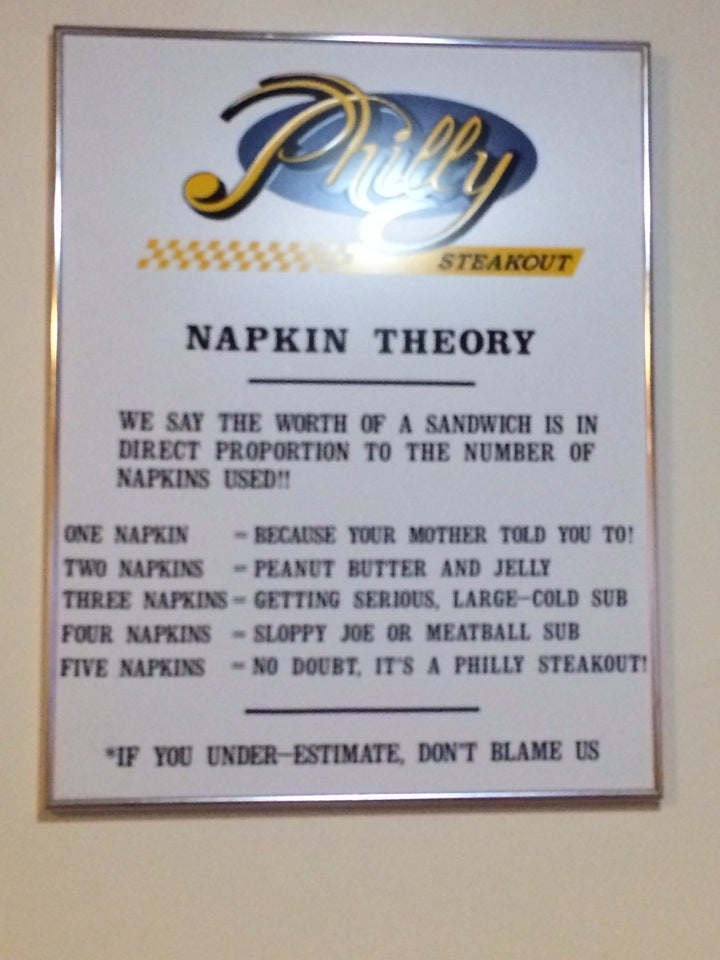 Philly
STEAKOUT
NAPKIN THEORY
WE SAY THE WORTH OF A SANDWICH IS IN
DIRECT PROPORTION TO THE NUMBER OF
NAPKINS USED!!
ONE NAPKIN = BECAUSE YOUR MOTHER TOLD YOU TO!
TWO NAPKINS = PEANUT BUTTER AND JELLY
THREE NAPKINS = GETTING SERIOUS, LARGE-COLD SUB
FOUR NAPKINS = SLOPPY JOE OR MEATBALL SUB
FIVE NAPKINS = NO DOUBT, IT'S A PHILLY STEAKOUT!
*IF YOU UNDER-ESTIMATE, DON'T BLAME US